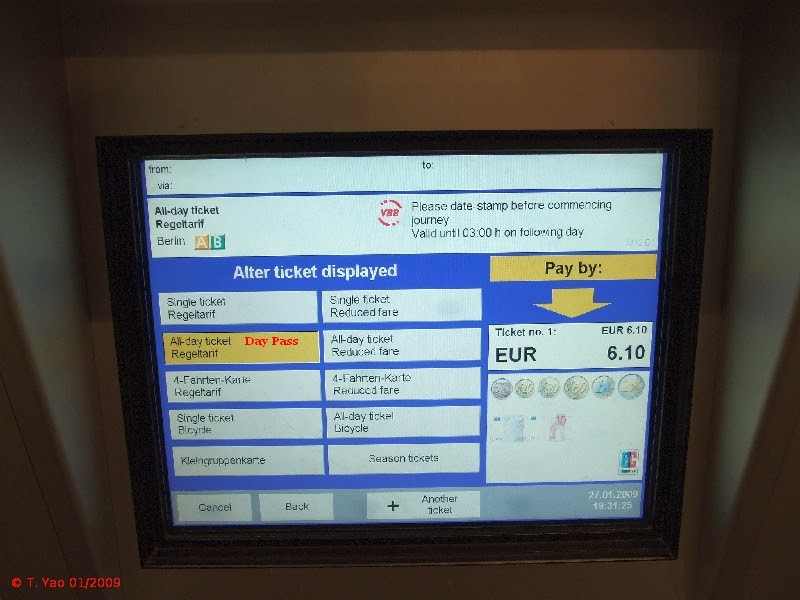 from:
to:
via:
All-day ticket
Regeltarif
Berlin A B
VBB
Please date-stamp before commencing
journey
Valid until 03:00 h on following day
Alter ticket displayed
Pay by:
Single ticket
Regeltarif
Single ticket
Reduced fare
All-day ticket Day Pass
Regeltarif
All-day ticket
Reduced fare
Ticket no. 1: EUR 6.10
EUR 6.10
4-Fahrten-Karte
Regeltarif
4-Fahrten-Karte
Reduced fare
Single ticket
Bicycle
All-day ticket
Bicycle
Kleingruppenkarte
Season tickets
Cancel
Back
+ Another
ticket
27.01.2009
© T. Yao 01/2009